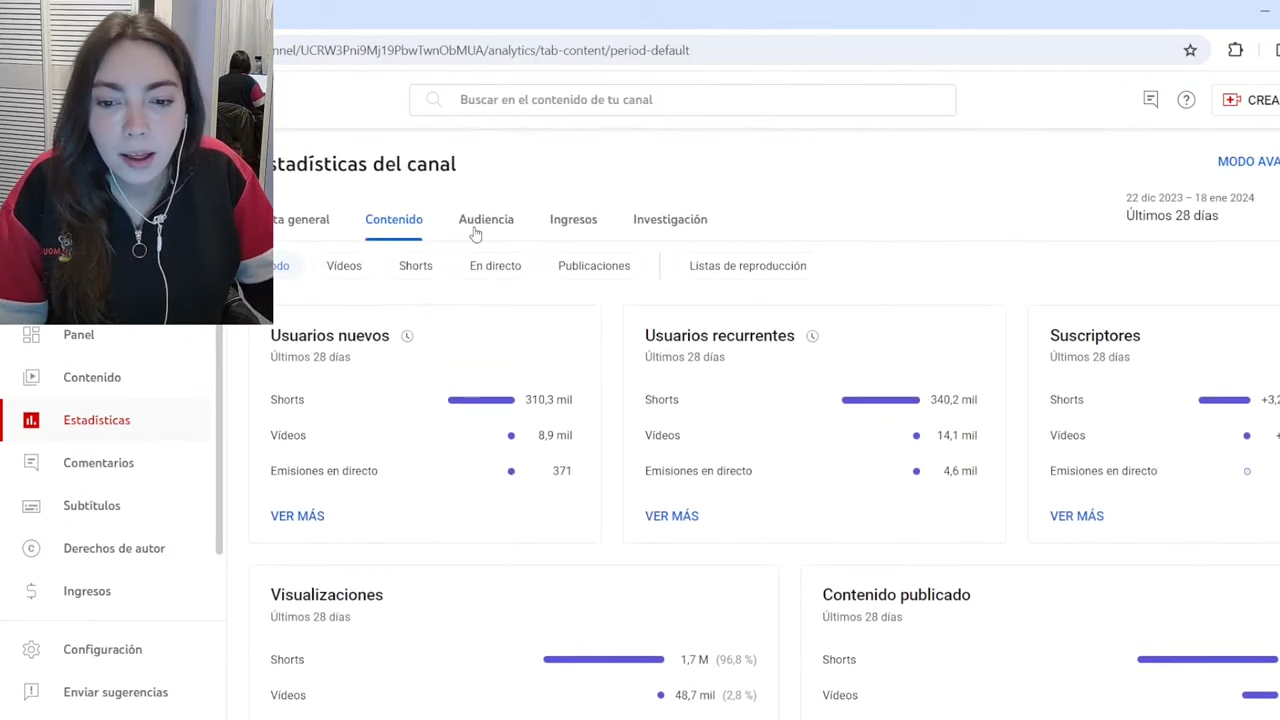 nnel/UCRW3Pni9Mj19PbwTwnObMUA/analytics/tab-content/period-default
Buscar en el contenido de tu canal
CREA
stadísticas del canal
MODO AVA
22 dic 2023 – 18 ene 2024
Últimos 28 días
ta general
Contenido
Audiencia
Ingresos
Investigación
odo
Vídeos
Shorts
En directo
Publicaciones
Listas de reproducción
Panel
Contenido
Estadísticas
Comentarios
Subtítulos
Derechos de autor
Ingresos
Configuración
Enviar sugerencias
Usuarios nuevos
Últimos 28 días
Shorts 310,3 mil
Vídeos 8,9 mil
Emisiones en directo 371
VER MÁS
Usuarios recurrentes
Últimos 28 días
Shorts 340,2 mil
Vídeos 14,1 mil
Emisiones en directo 4,6 mil
VER MÁS
Suscriptores
Últimos 28 días
Shorts +3,2
Vídeos +
Emisiones en directo
VER MÁS
Visualizaciones
Últimos 28 días
Shorts 1,7 M (96,8 %)
Vídeos 48,7 mil (2,8 %)
Contenido publicado
Últimos 28 días
Shorts
Vídeos